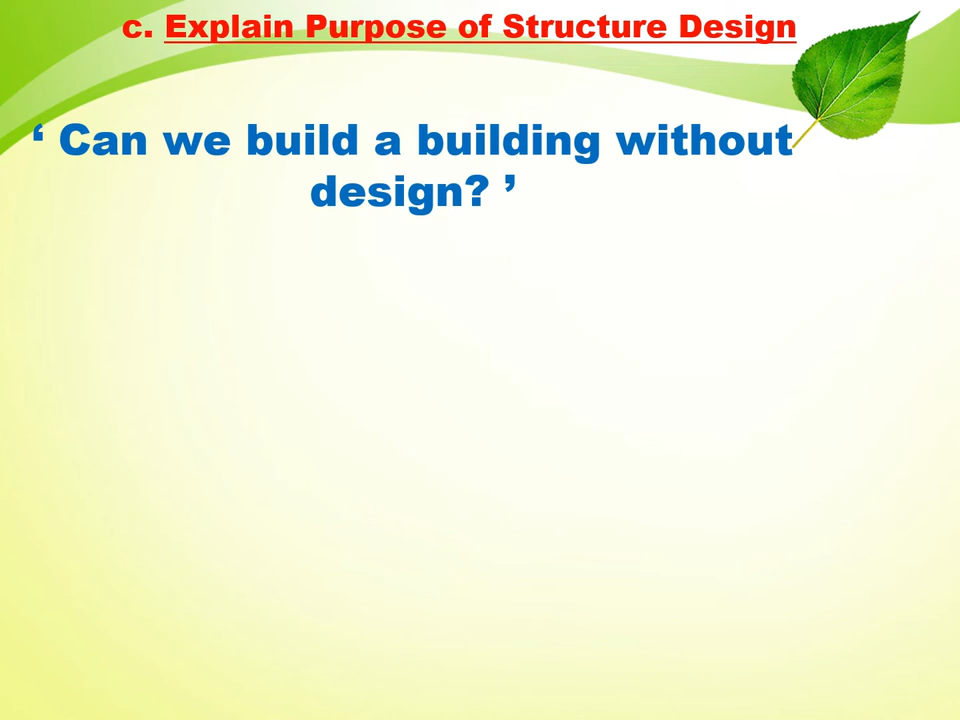 c. Explain Purpose of Structure Design
‘ Can we build a building without
design? ’